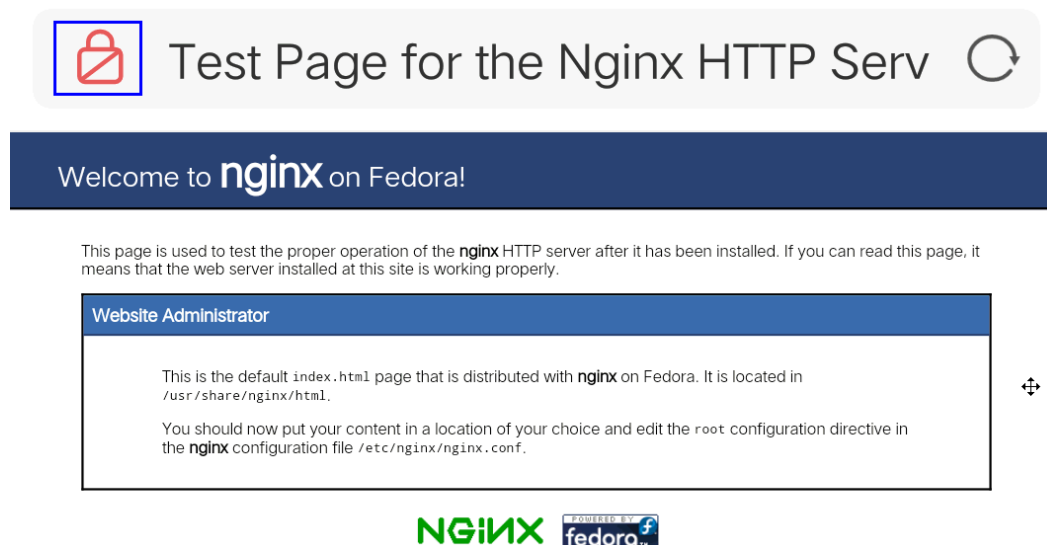 Test Page for the Nginx HTTP Serv
Welcome to nginx on Fedora!
This page is used to test the proper operation of the nginx HTTP server after it has been installed. If you can read this page, it
means that the web server installed at this site is working properly.
Website Administrator
This is the default index.html page that is distributed with nginx on Fedora. It is located in
/usr/share/nginx/html.
You should now put your content in a location of your choice and edit the root configuration directive in
the nginx configuration file /etc/nginx/nginx.conf.
NGINX
POWERED BY
fedora™